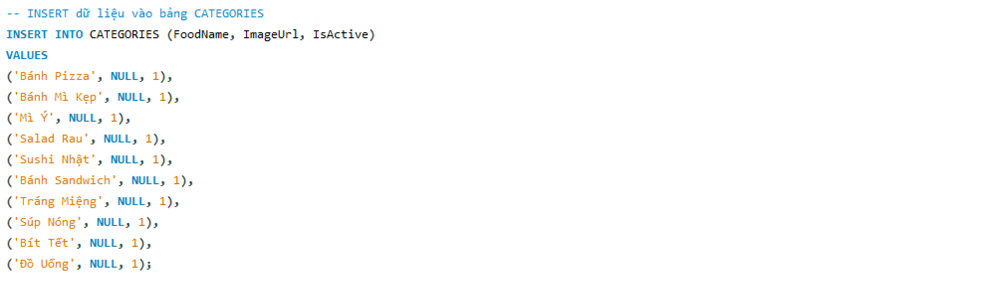 -- INSERT dữ liệu vào bảng CATEGORIES
INSERT INTO CATEGORIES (FoodName, ImageUrl, IsActive)
VALUES
('Bánh Pizza', NULL, 1),
('Bánh Mì Kẹp', NULL, 1),
('Mì Ý', NULL, 1),
('Salad Rau', NULL, 1),
('Sushi Nhật', NULL, 1),
('Bánh Sandwich', NULL, 1),
('Tráng Miệng', NULL, 1),
('Súp Nóng', NULL, 1),
('Bít Tết', NULL, 1),
('Đồ Uống', NULL, 1);